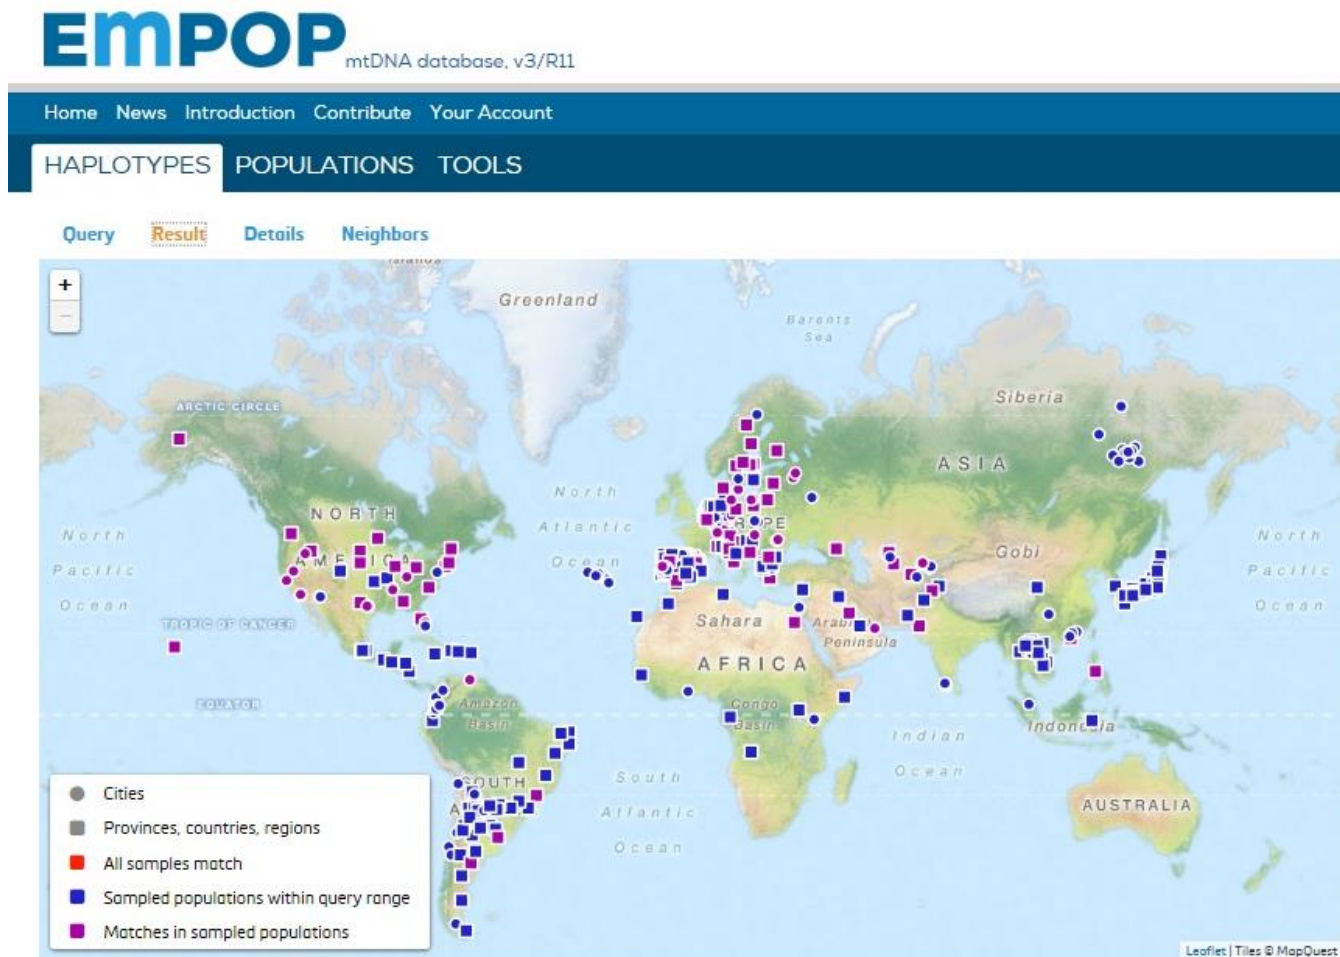 EMPOP mtDNA database, v3/R11
Home News Introduction Contribute Your Account
HAPLOTYPES POPULATIONS TOOLS
Query Result Details Neighbors
+
−
Greenland
Barents
Sea
Siberia
ARCTIC CIRCLE
ASIA
North
Atlantic
Ocean
NORTH
AMERICA
North
Pacific
Ocean
Gobi
North
Pacific
Ocean
TROPIC OF CANCER
Sahara
Peninsula
AFRICA
EQUATOR
Amazon
Basin
Congo
Basin
Indian
Ocean
Indonesia
SOUTH
South
Atlantic
Ocean
AUSTRALIA
Cities
Provinces, countries, regions
All samples match
Sampled populations within query range
Matches in sampled populations
Leaflet | Tiles © MapQuest